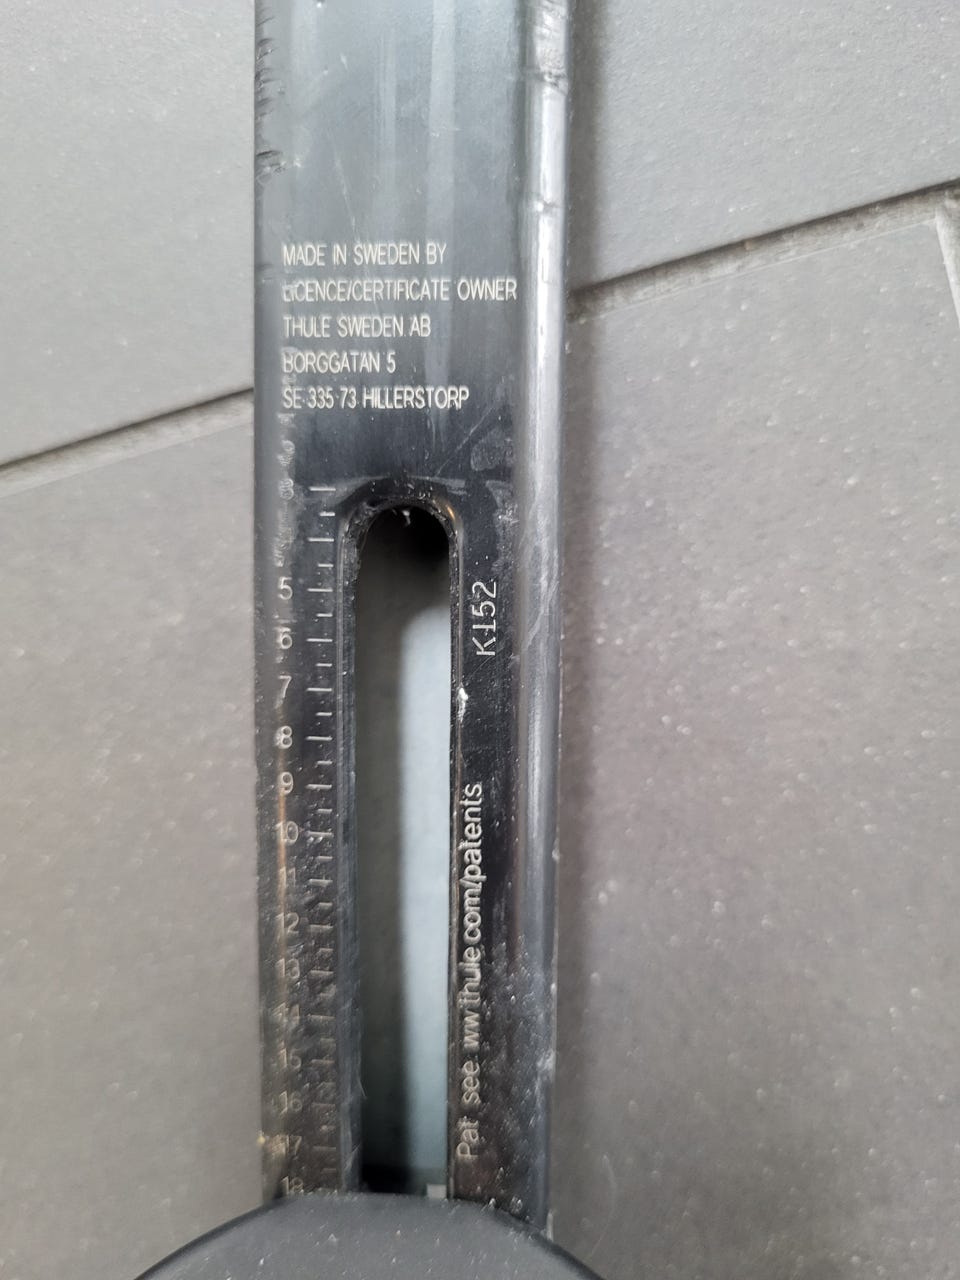 MADE IN SWEDEN BY
LICENCE/CERTIFICATE OWNER
THULE SWEDEN AB
BORGGATAN 5
SE-335 73 HILLERSTORP
5
6
7
8
9
10
11
12
13
14
15
16
17
18
K152
Pat see www.thule.com/patents